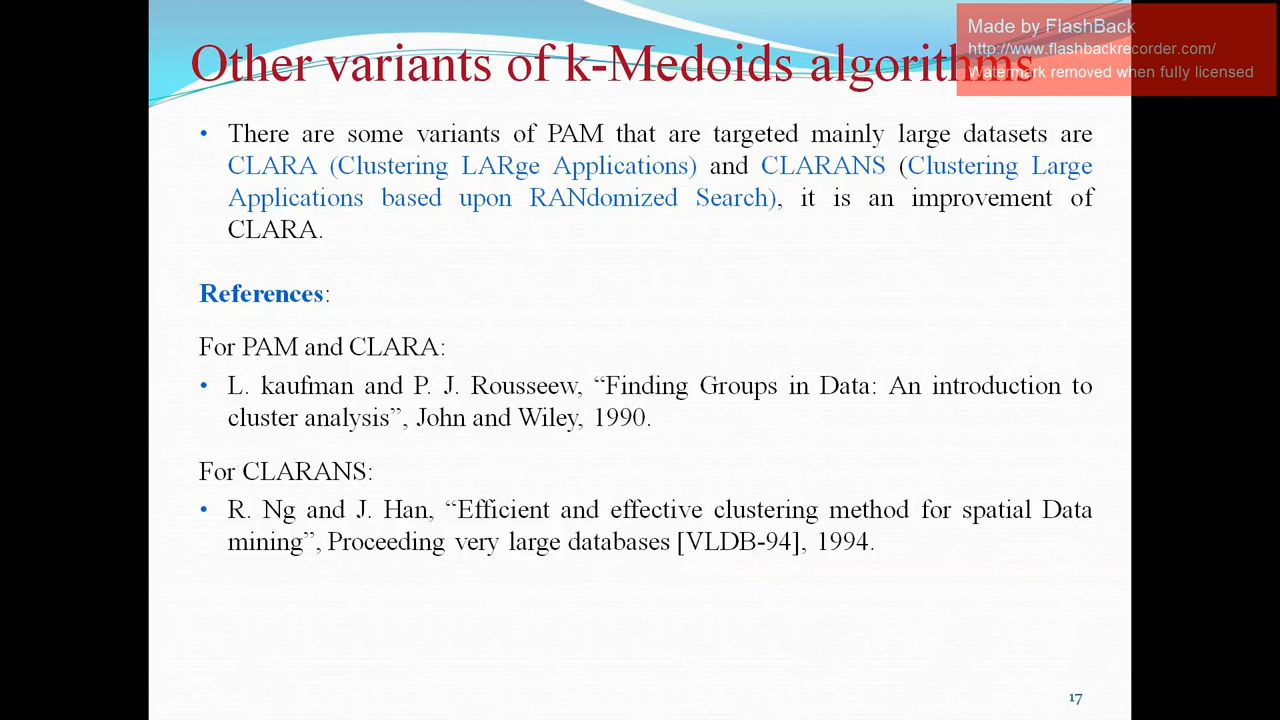 Made by FlashBack
http://www.flashbackrecorder.com/
Watermark removed when fully licensed
Other variants of k-Medoids algorithms
• There are some variants of PAM that are targeted mainly large datasets are
CLARA (Clustering LARge Applications) and CLARANS (Clustering Large
Applications based upon RANdomized Search), it is an improvement of
CLARA.
References:
For PAM and CLARA:
• L. kaufman and P. J. Rousseew, “Finding Groups in Data: An introduction to
cluster analysis”, John and Wiley, 1990.
For CLARANS:
• R. Ng and J. Han, “Efficient and effective clustering method for spatial Data
mining”, Proceeding very large databases [VLDB-94], 1994.
17